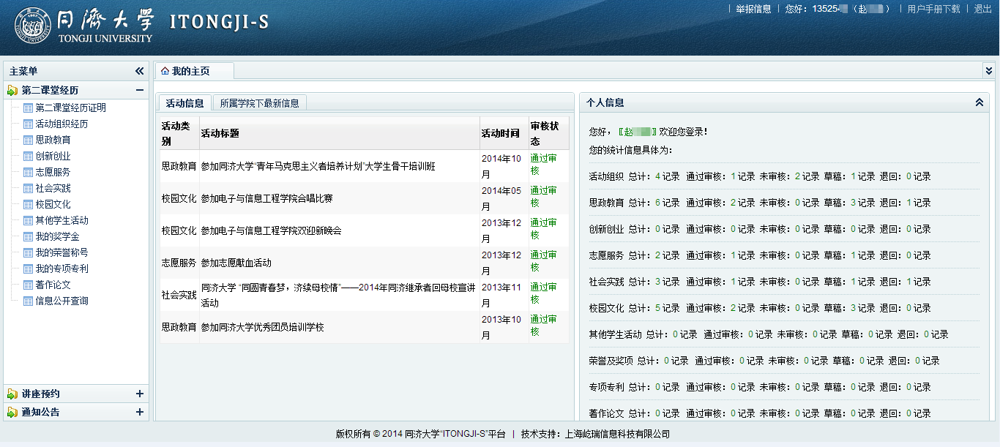 同濟大学 ITONGJI-S
TONGJI UNIVERSITY
| 举报信息 | 您好：13525 （赵 ） | 用户手册下载 | 退出
主菜单
第二课堂经历
第二课堂经历证明
活动组织经历
思政教育
创新创业
志愿服务
社会实践
校园文化
其他学生活动
我的奖学金
我的荣誉称号
我的专项专利
著作论文
信息公开查询
讲座预约
通知公告
我的主页
活动信息 所属学院下最新信息
活动类别 活动标题 活动时间 审核状态
思政教育 参加同济大学“青年马克思主义者培养计划”大学生骨干培训班 2014年10月 通过审核
校园文化 参加电子与信息工程学院合唱比赛 2014年05月 通过审核
校园文化 参加电子与信息工程学院双迎新晚会 2013年12月 通过审核
志愿服务 参加志愿献血活动 2013年12月 通过审核
社会实践 同济大学 “同圆青春梦，济续母校情”——2014年同济继承者回母校宣讲活动 2013年11月 通过审核
思政教育 参加同济大学优秀团员培训学校 2013年10月 通过审核
个人信息
您好，〖赵 〗欢迎您登录！
您的统计信息具体为：
活动组织 总计：4记录 通过审核：1记录 未审核：2记录 草稿：1记录 退回：0记录
思政教育 总计：6记录 通过审核：2记录 未审核：0记录 草稿：3记录 退回：1记录
创新创业 总计：0记录 通过审核：0记录 未审核：0记录 草稿：0记录 退回：0记录
志愿服务 总计：2记录 通过审核：1记录 未审核：0记录 草稿：1记录 退回：0记录
社会实践 总计：3记录 通过审核：1记录 未审核：0记录 草稿：1记录 退回：1记录
校园文化 总计：5记录 通过审核：2记录 未审核：0记录 草稿：3记录 退回：0记录
其他学生活动 总计：0记录 通过审核：0记录 未审核：0记录 草稿：0记录 退回：0记录
荣誉及奖项 总计：0记录 通过审核：0记录 未审核：0记录 草稿：0记录 退回：0记录
专项专利 总计：0记录 通过审核：0记录 未审核：0记录 草稿：0记录 退回：0记录
著作论文 总计：0记录 通过审核：0记录 未审核：0记录 草稿：0记录 退回：0记录
版权所有 © 2014 同济大学“ITONGJI-S”平台 | 技术支持：上海屹瑞信息科技有限公司